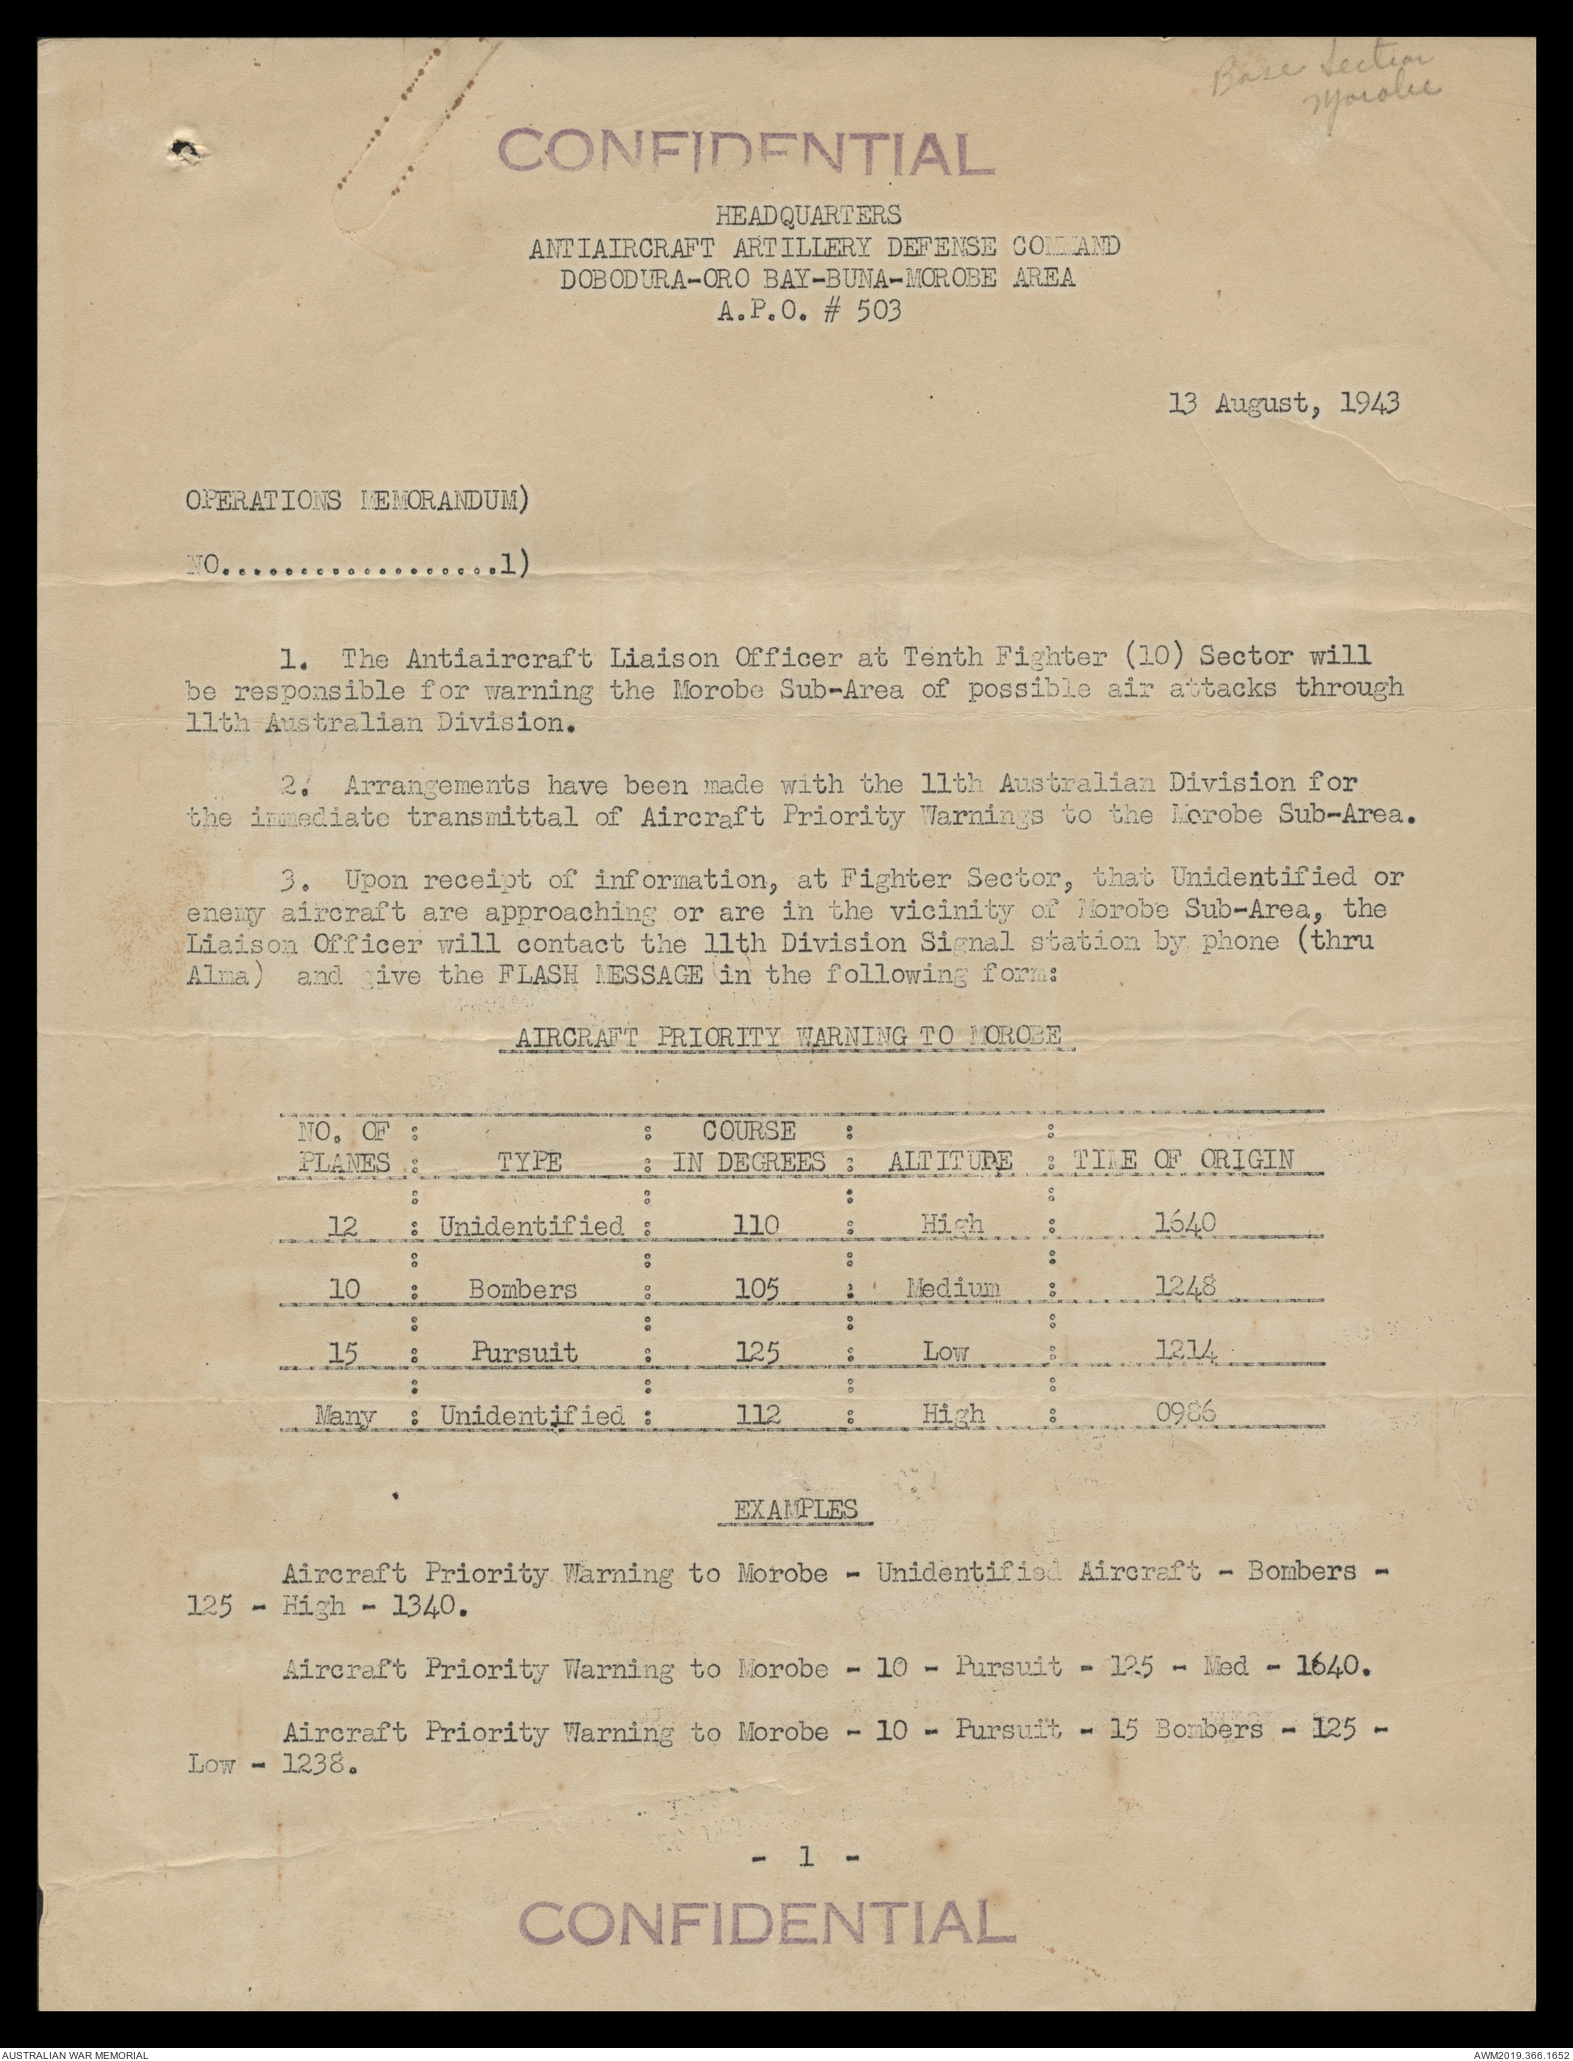 Base Section
Morobe
CONFIDENTIAL
HEADQUARTERS
ANTIAIRCRAFT ARTILLERY DEFENSE COMMAND
DOBODURA-ORO BAY-BUNA-MOROBE AREA
A.P.O. # 503
13 August, 1943
OPERATIONS MEMORANDUM)
NO..................1)
1. The Antiaircraft Liaison Officer at Tenth Fighter (10) Sector will
be responsible for warning the Morobe Sub-Area of possible air attacks through
11th Australian Division.
2. Arrangements have been made with the 11th Australian Division for
the immediate transmittal of Aircraft Priority Warnings to the Morobe Sub-Area.
3. Upon receipt of information, at Fighter Sector, that Unidentified or
enemy aircraft are approaching or are in the vicinity of Morobe Sub-Area, the
Liaison Officer will contact the 11th Division Signal station by phone (thru
Alma) and give the FLASH MESSAGE in the following form:
AIRCRAFT PRIORITY WARNING TO MOROBE
NO. OF : : COURSE : :
PLANES : TYPE : IN DEGREES : ALTITUDE : TIME OF ORIGIN
: : : :
12 : Unidentified : 110 : High : 1640
: : : :
10 : Bombers : 105 : Medium : 1248
: : : :
15 : Pursuit : 125 : Low : 1214
: : : :
Many : Unidentified : 112 : High : 0986
EXAMPLES
Aircraft Priority Warning to Morobe - Unidentified Aircraft - Bombers -
125 - High - 1340.
Aircraft Priority Warning to Morobe - 10 - Pursuit - 125 - Med - 1640.
Aircraft Priority Warning to Morobe - 10 - Pursuit - 15 Bombers - 125 -
Low - 1238.
- 1 -
CONFIDENTIAL
AUSTRALIAN WAR MEMORIAL
AWM2019.366.1652